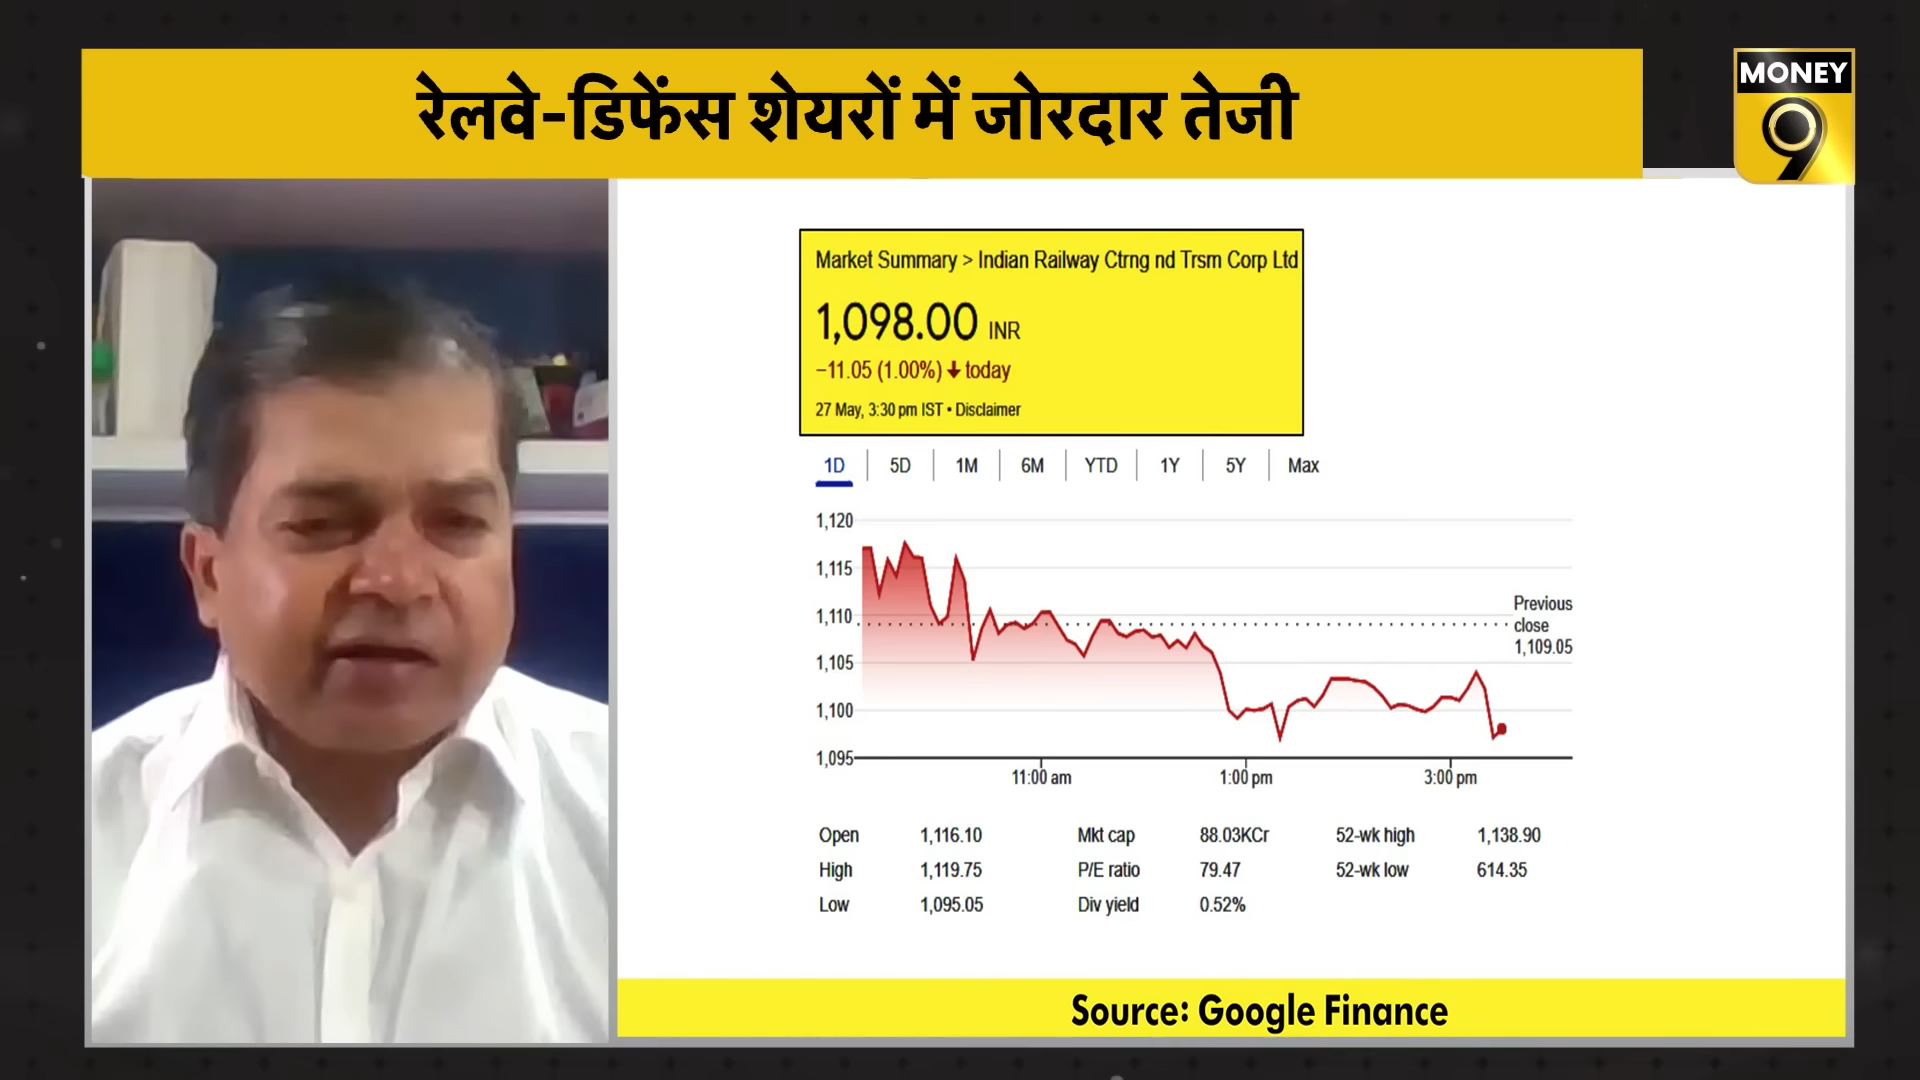 रेलवे-डिफेंस शेयरों में जोरदार तेजी
MONEY
9
Market Summary > Indian Railway Ctrng nd Trsm Corp Ltd
1,098.00 INR
−11.05 (1.00%) ↓ today
27 May, 3:30 pm IST • Disclaimer
1D 5D 1M 6M YTD 1Y 5Y Max
1,120
1,115
1,110
1,105
1,100
1,095
Previous
close
1,109.05
11:00 am 1:00 pm 3:00 pm
Open 1,116.10 Mkt cap 88.03KCr 52-wk high 1,138.90
High 1,119.75 P/E ratio 79.47 52-wk low 614.35
Low 1,095.05 Div yield 0.52%
Source: Google Finance